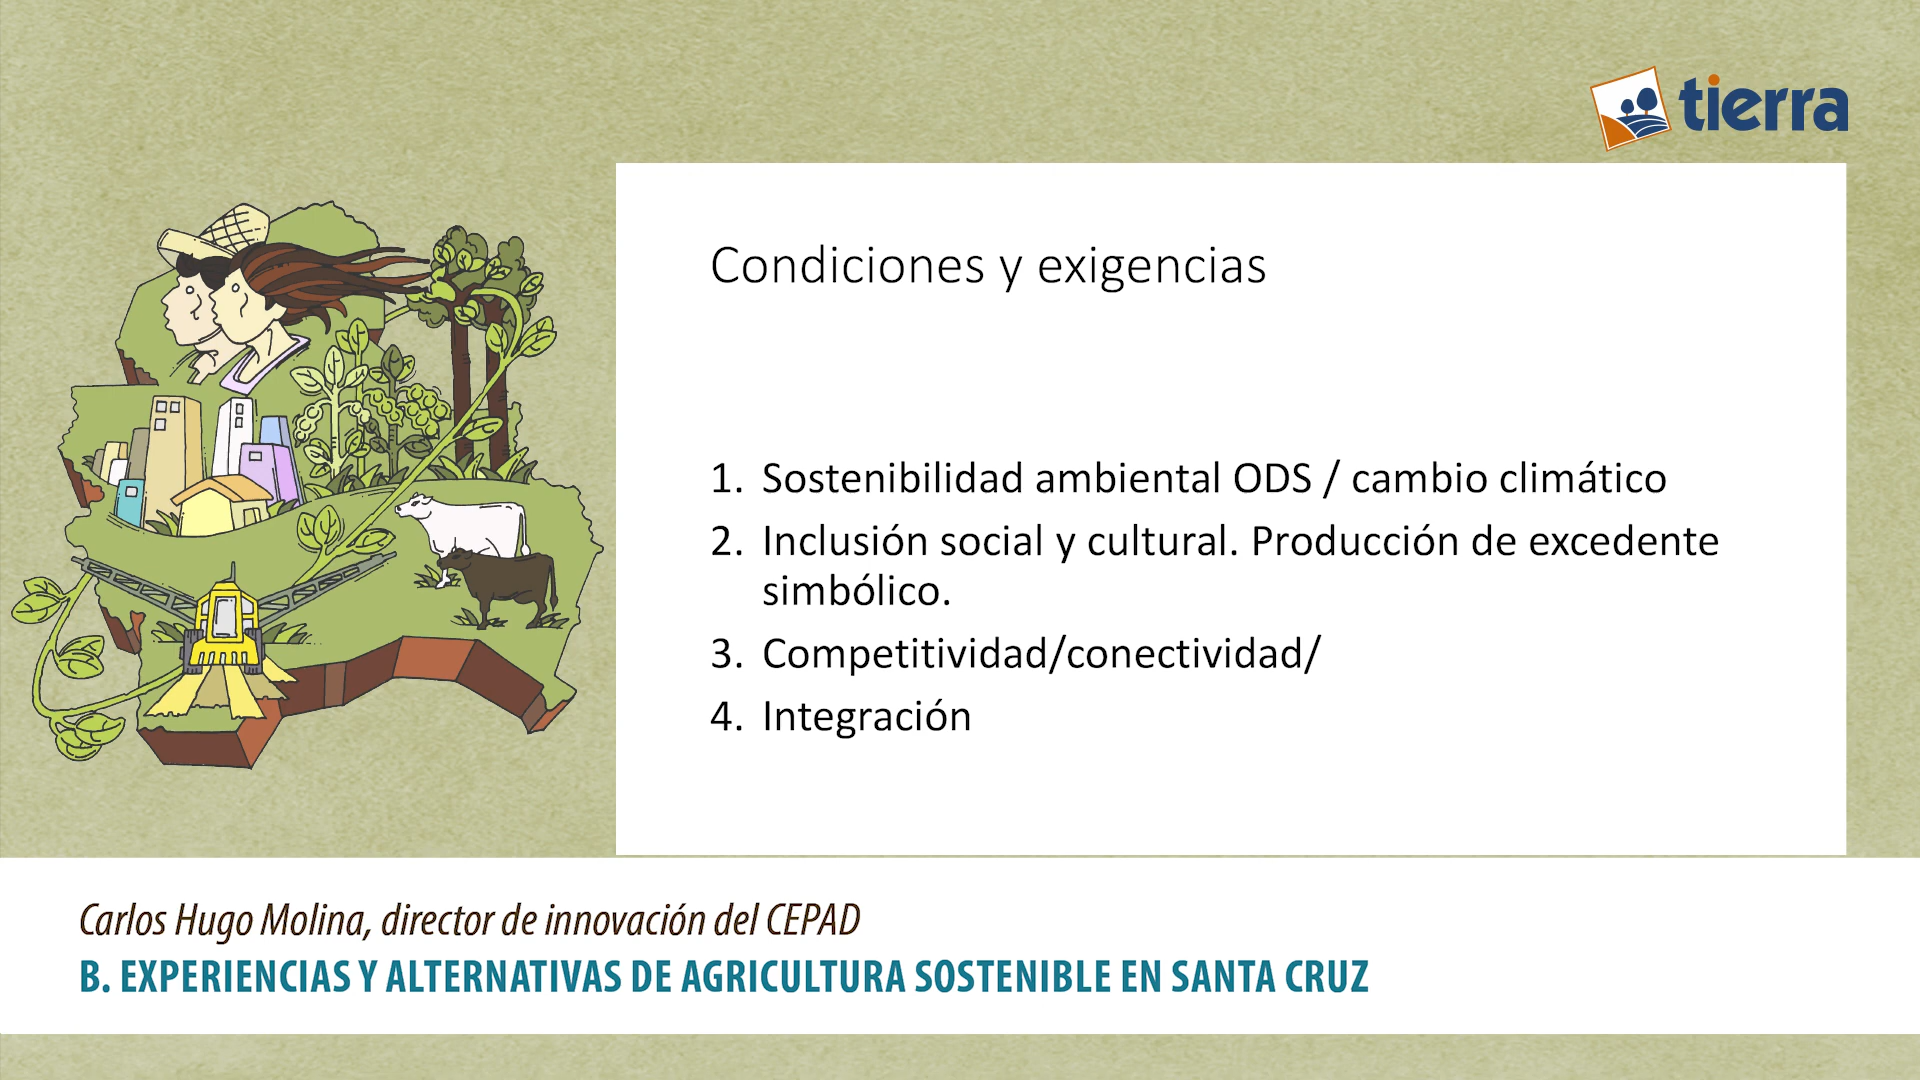 tierra
Condiciones y exigencias
1. Sostenibilidad ambiental ODS / cambio climático
2. Inclusión social y cultural. Producción de excedente
simbólico.
3. Competitividad/conectividad/
4. Integración
Carlos Hugo Molina, director de innovación del CEPAD
B. EXPERIENCIAS Y ALTERNATIVAS DE AGRICULTURA SOSTENIBLE EN SANTA CRUZ